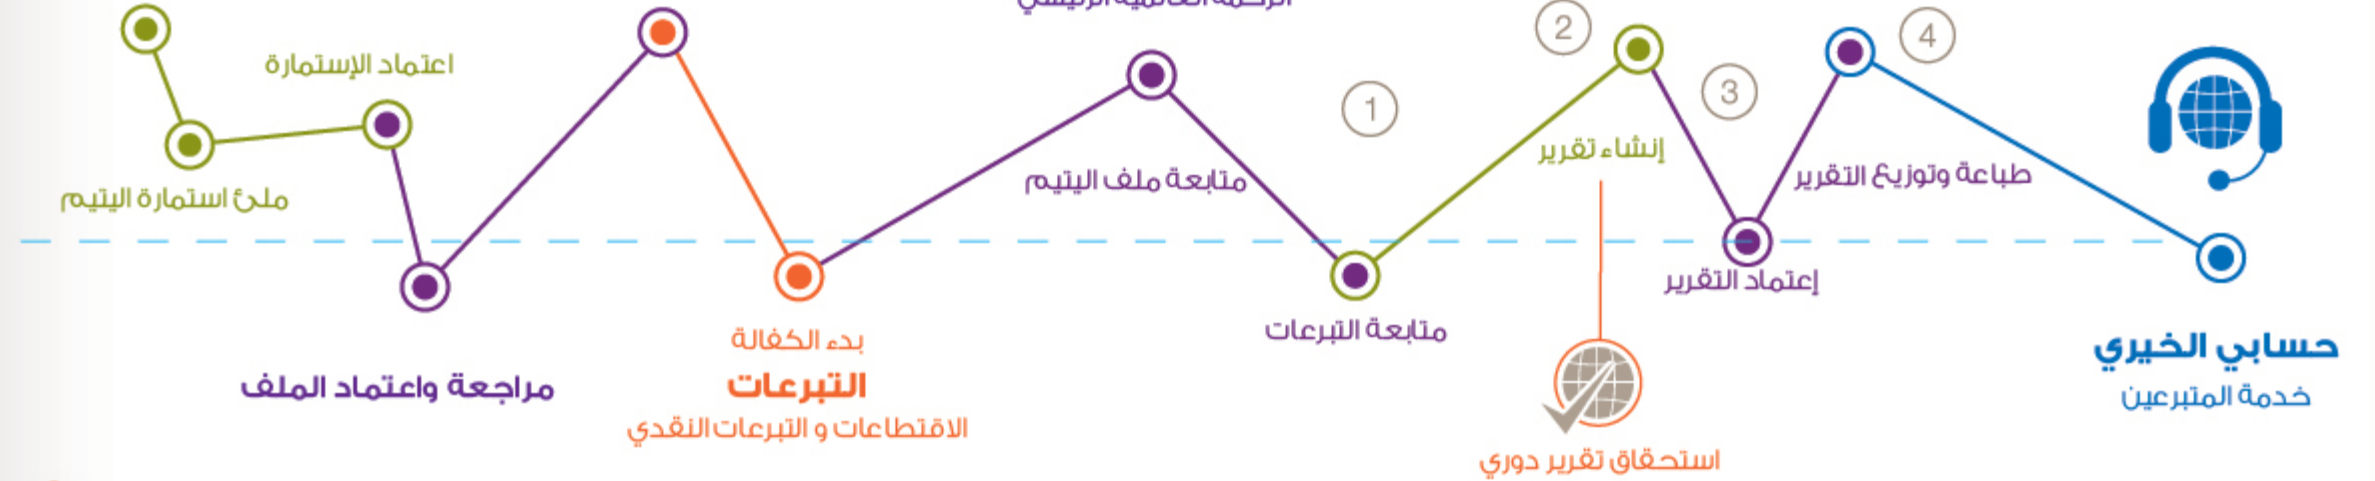 اعتماد الإستمارة
ملئ استمارة اليتيم
مراجعة واعتماد الملف
بدء الكفالة
التبرعات
الاقتطاعات و التبرعات النقدي
متابعة ملف اليتيم
متابعة التبرعات
1
2
إنشاء تقرير
استحقاق تقرير دوري
3
إعتماد التقرير
4
طباعة وتوزيع التقرير
حسابي الخيري
خدمة المتبرعين